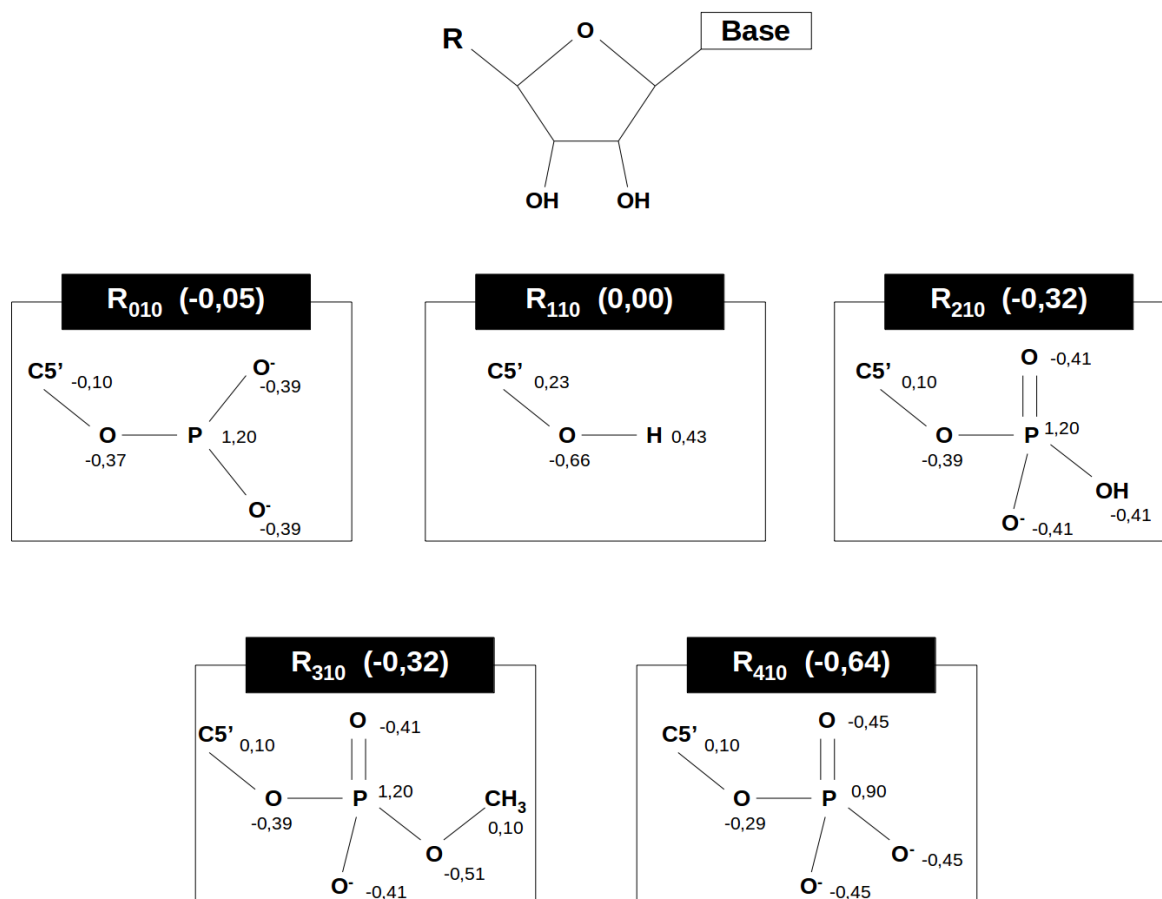 R O Base
OH OH
R010 (-0,05)
C5' -0,10
O-
-0,39
O P 1,20
-0,37
O-
-0,39
R110 (0,00)
C5' 0,23
O H 0,43
-0,66
R210 (-0,32)
O -0,41
C5' 0,10
O P 1,20
-0,39
OH
-0,41
O- -0,41
R310 (-0,32)
O -0,41
C5' 0,10
O P 1,20 CH3
-0,39 0,10
O
-0,51
O- -0,41
R410 (-0,64)
O -0,45
C5' 0,10
O P 0,90
-0,29
O- -0,45
O- -0,45